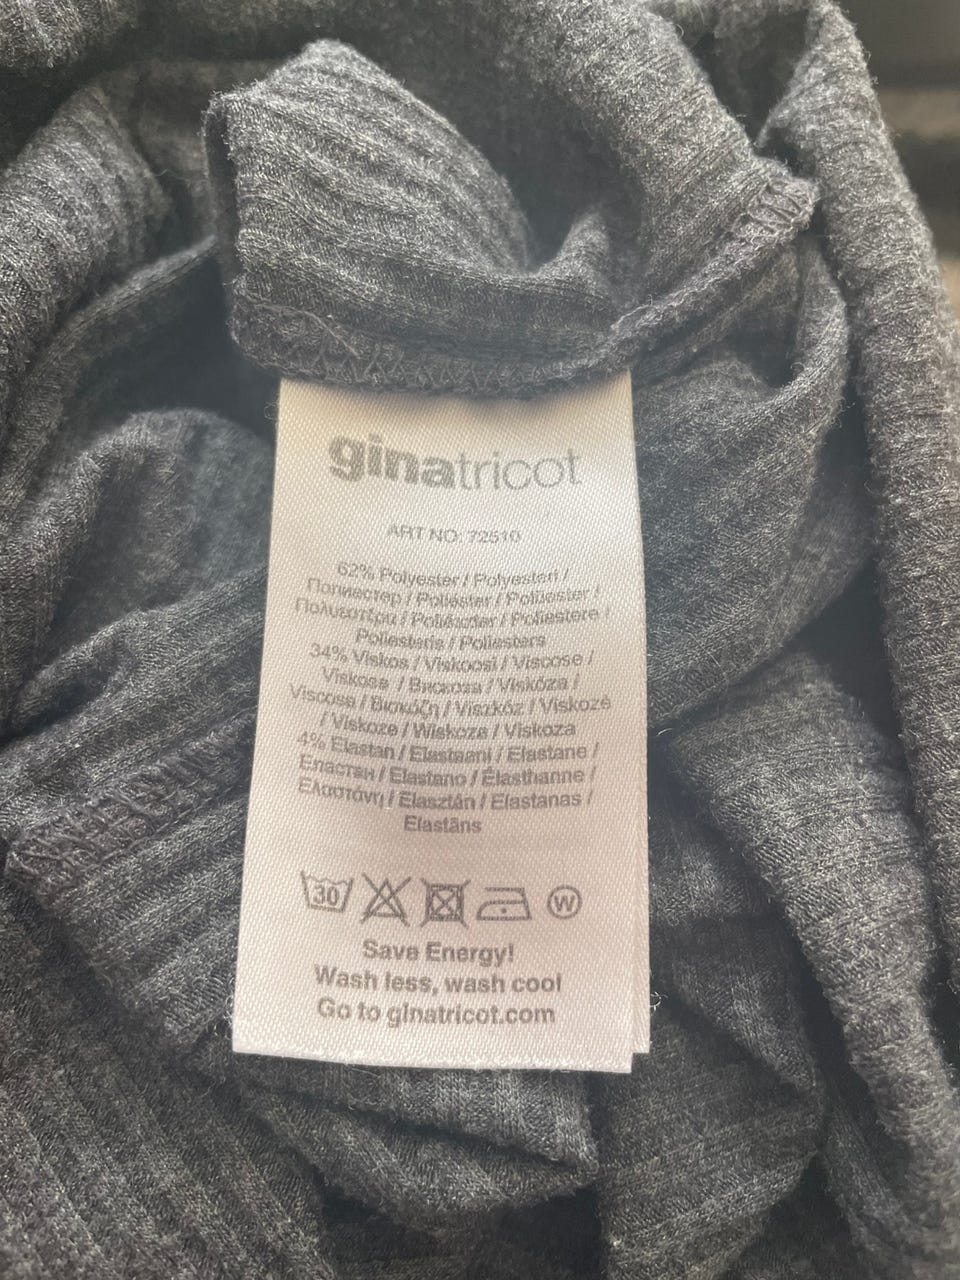 ginatricot
ART NO: 72510
62% Polyester / Polyesteri /
Полиестер / Poliéster / Polüester /
Πολυεστέρα / Poliészter / Poliestere /
Poliesteris / Poliesters
34% Viskos / Viskoosi / Viscose /
Viskose / Вискоза / Viskóza /
Viscosa / Βισκόζη / Viszkóz / Viskozė
/ Viskoze / Wiskoza / Viskoza
4% Elastan / Elastaani / Elastane /
Еластан / Elastano / Élasthanne /
Ελαστάνη / Elasztán / Elastanas /
Elastāns
30
W
Save Energy!
Wash less, wash cool
Go to ginatricot.com